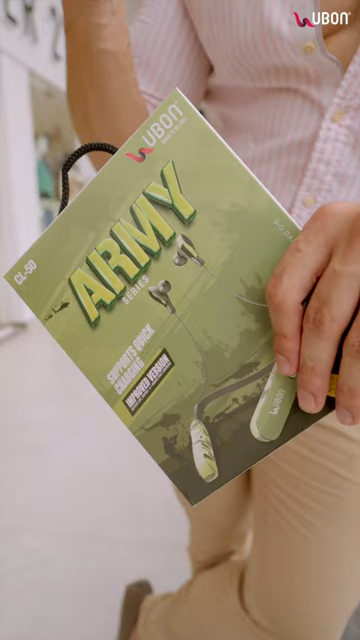 UBON
UBON
CL-50
ARMY
SERIES
SUPPORTS QUICK
CHARGING
IMPROVED VERSION
UBON